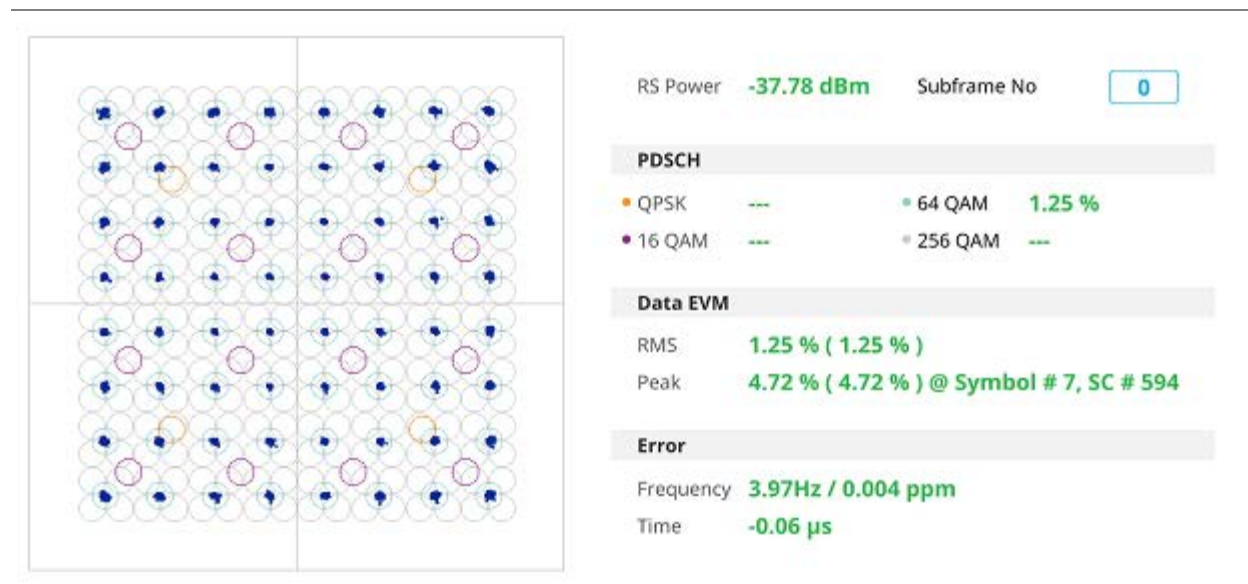 RS Power -37.78 dBm Subframe No 0
PDSCH
QPSK --- 64 QAM 1.25 %
16 QAM --- 256 QAM ---
Data EVM
RMS 1.25 % ( 1.25 % )
Peak 4.72 % ( 4.72 % ) @ Symbol # 7, SC # 594
Error
Frequency 3.97Hz / 0.004 ppm
Time -0.06 µs